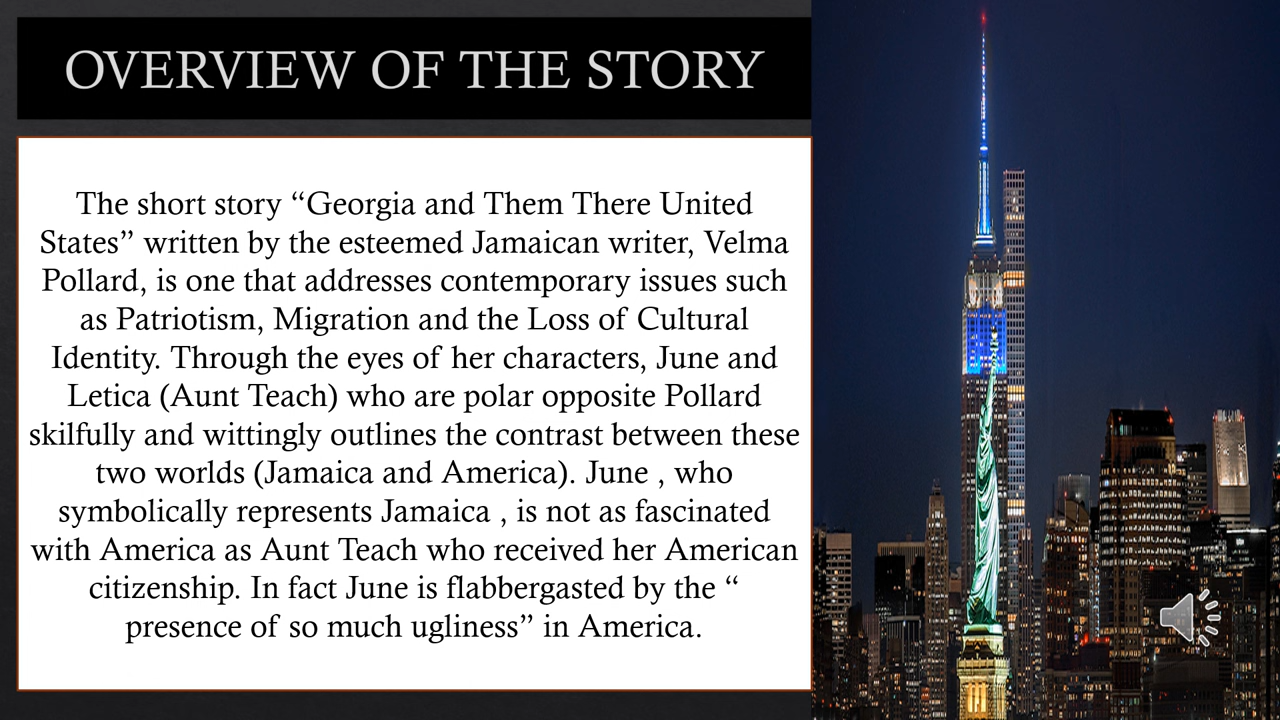 OVERVIEW OF THE STORY
The short story “Georgia and Them There United
States” written by the esteemed Jamaican writer, Velma
Pollard, is one that addresses contemporary issues such
as Patriotism, Migration and the Loss of Cultural
Identity. Through the eyes of her characters, June and
Letica (Aunt Teach) who are polar opposite Pollard
skilfully and wittingly outlines the contrast between these
two worlds (Jamaica and America). June , who
symbolically represents Jamaica , is not as fascinated
with America as Aunt Teach who received her American
citizenship. In fact June is flabbergasted by the “
presence of so much ugliness” in America.